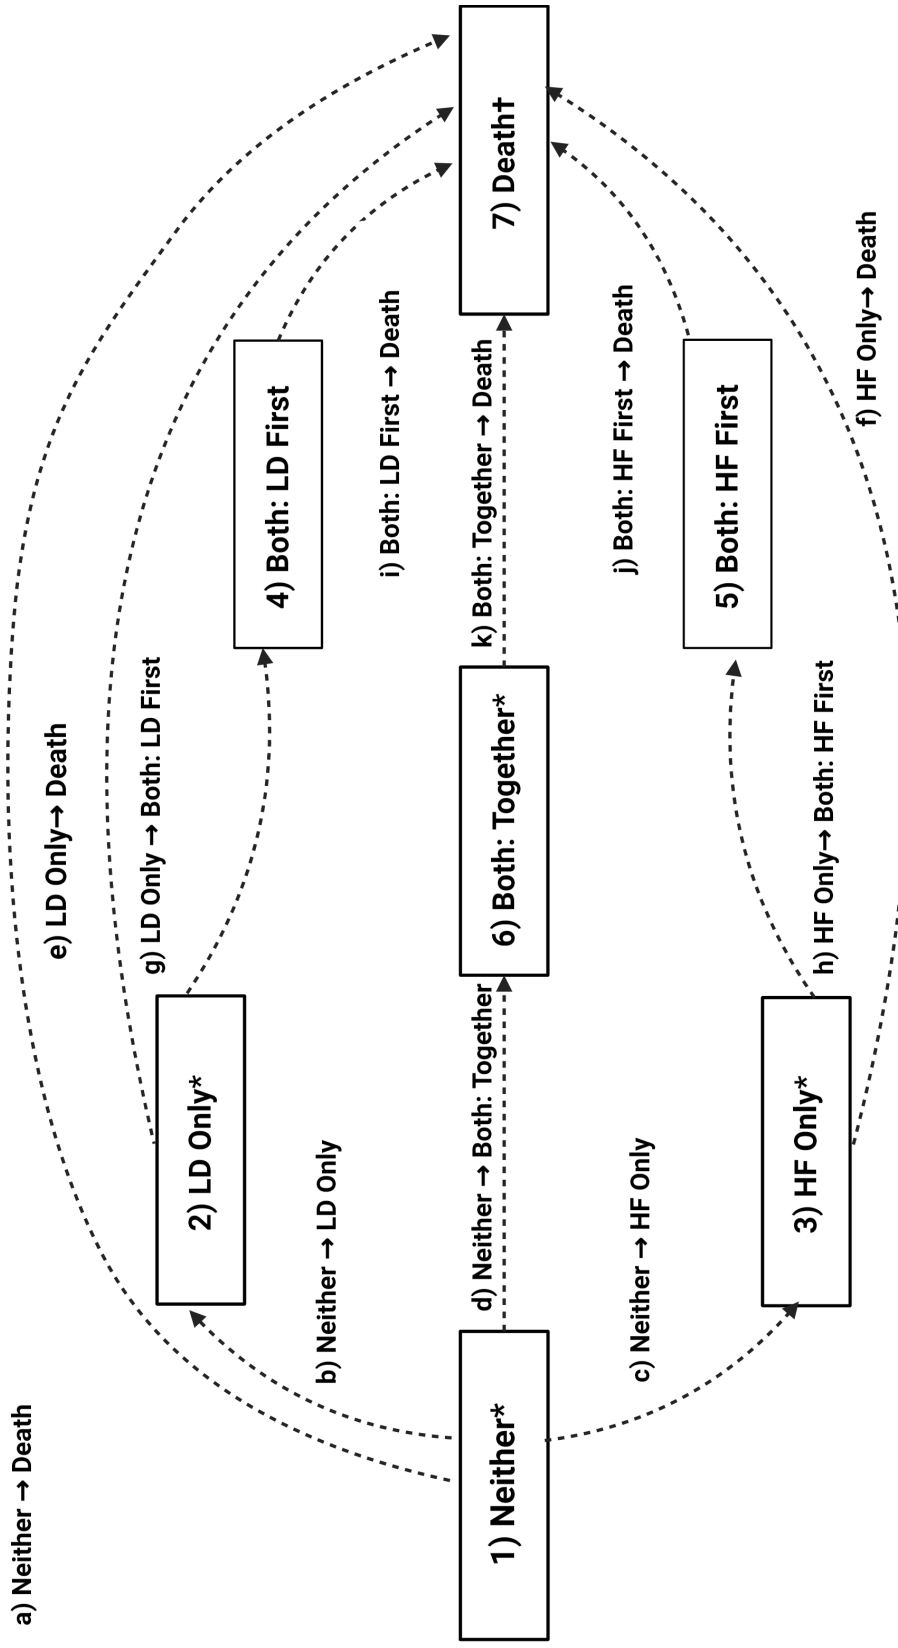 a) Neither → Death
e) LD Only→ Death
g) LD Only → Both: LD First
2) LD Only*
4) Both: LD First
b) Neither → LD Only
i) Both: LD First → Death
1) Neither*
d) Neither → Both: Together
6) Both: Together*
k) Both: Together → Death
7) Death†
c) Neither → HF Only
j) Both: HF First → Death
3) HF Only*
5) Both: HF First
h) HF Only→ Both: HF First
f) HF Only→ Death